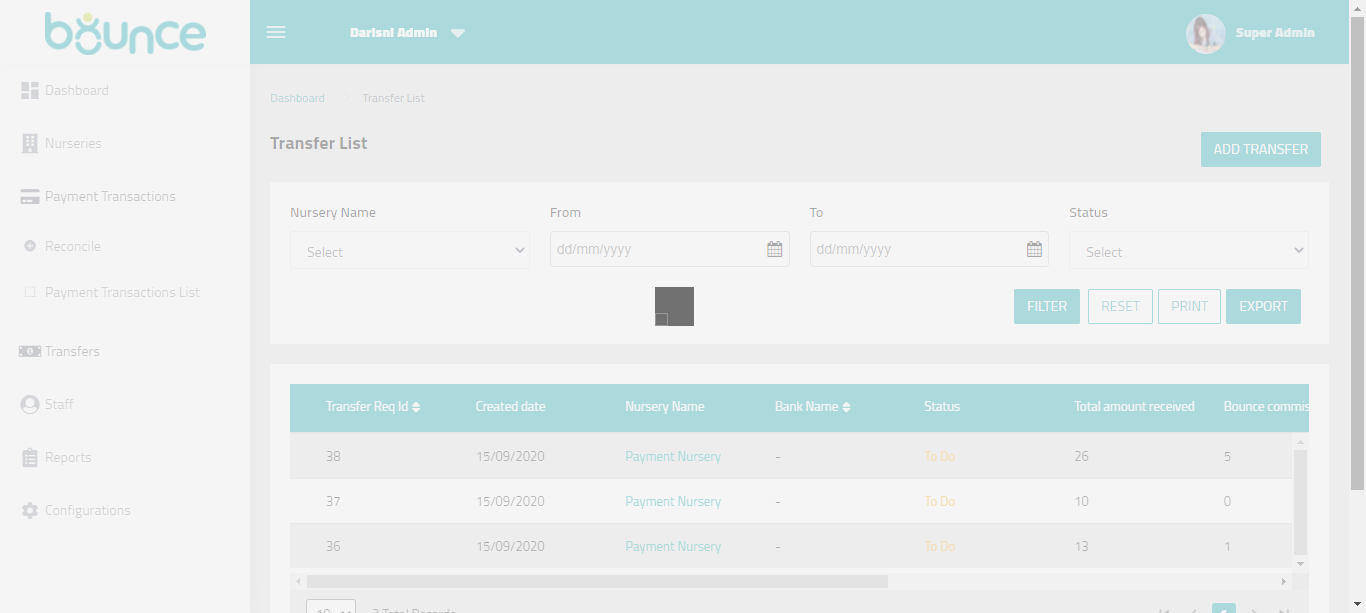 bounce
Darisni Admin
Super Admin
Dashboard
Nurseries
Payment Transactions
Reconcile
Payment Transactions List
Transfers
Staff
Reports
Configurations
Dashboard Transfer List
Transfer List
ADD TRANSFER
Nursery Name From To Status
Select dd/mm/yyyy dd/mm/yyyy Select
FILTER RESET PRINT EXPORT
Transfer Req Id Created date Nursery Name Bank Name Status Total amount received Bounce commis
38 15/09/2020 Payment Nursery - To Do 26 5
37 15/09/2020 Payment Nursery - To Do 10 0
36 15/09/2020 Payment Nursery - To Do 13 1
10 3 Total Records 1